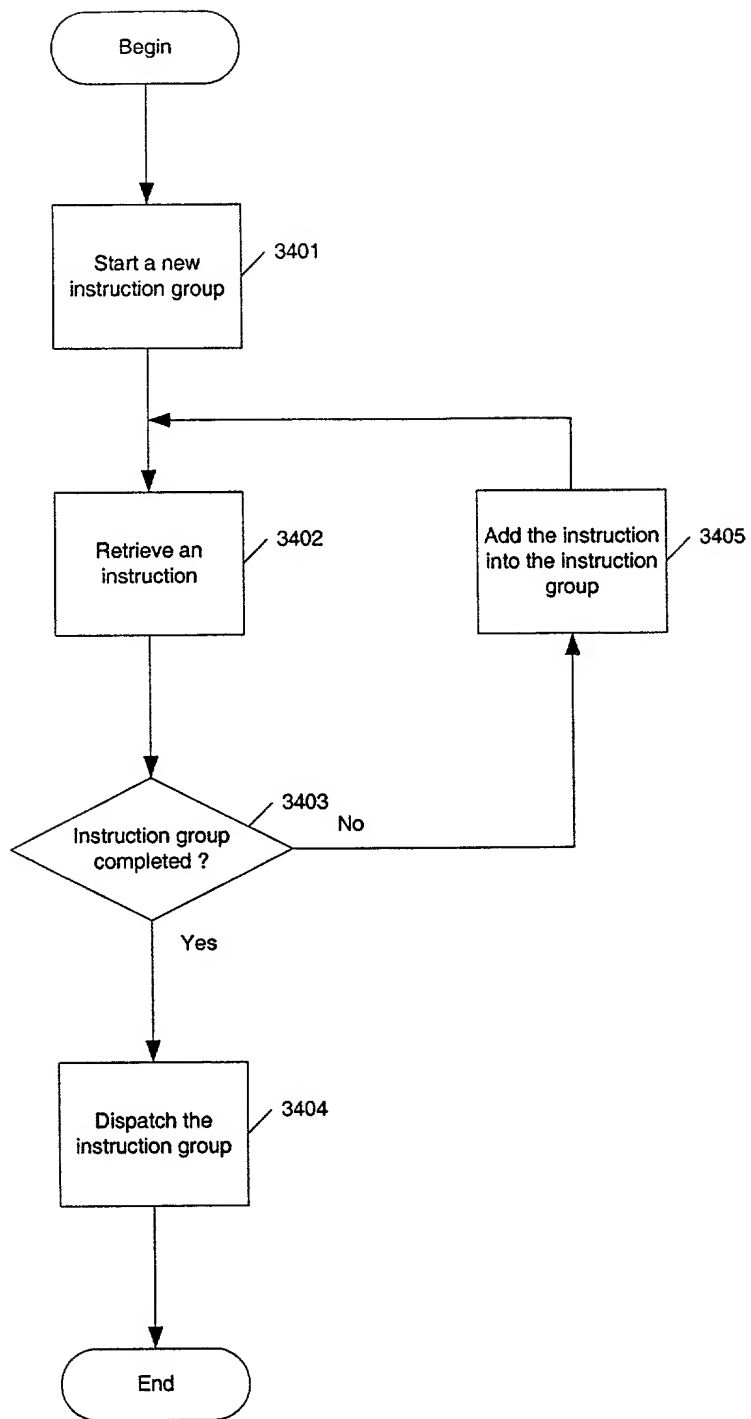 Begin
Start a new
instruction group
3401
Retrieve an
instruction
3402
Add the instruction
into the instruction
group
3405
Instruction group
completed ?
3403
No
Yes
Dispatch the
instruction group
3404
End